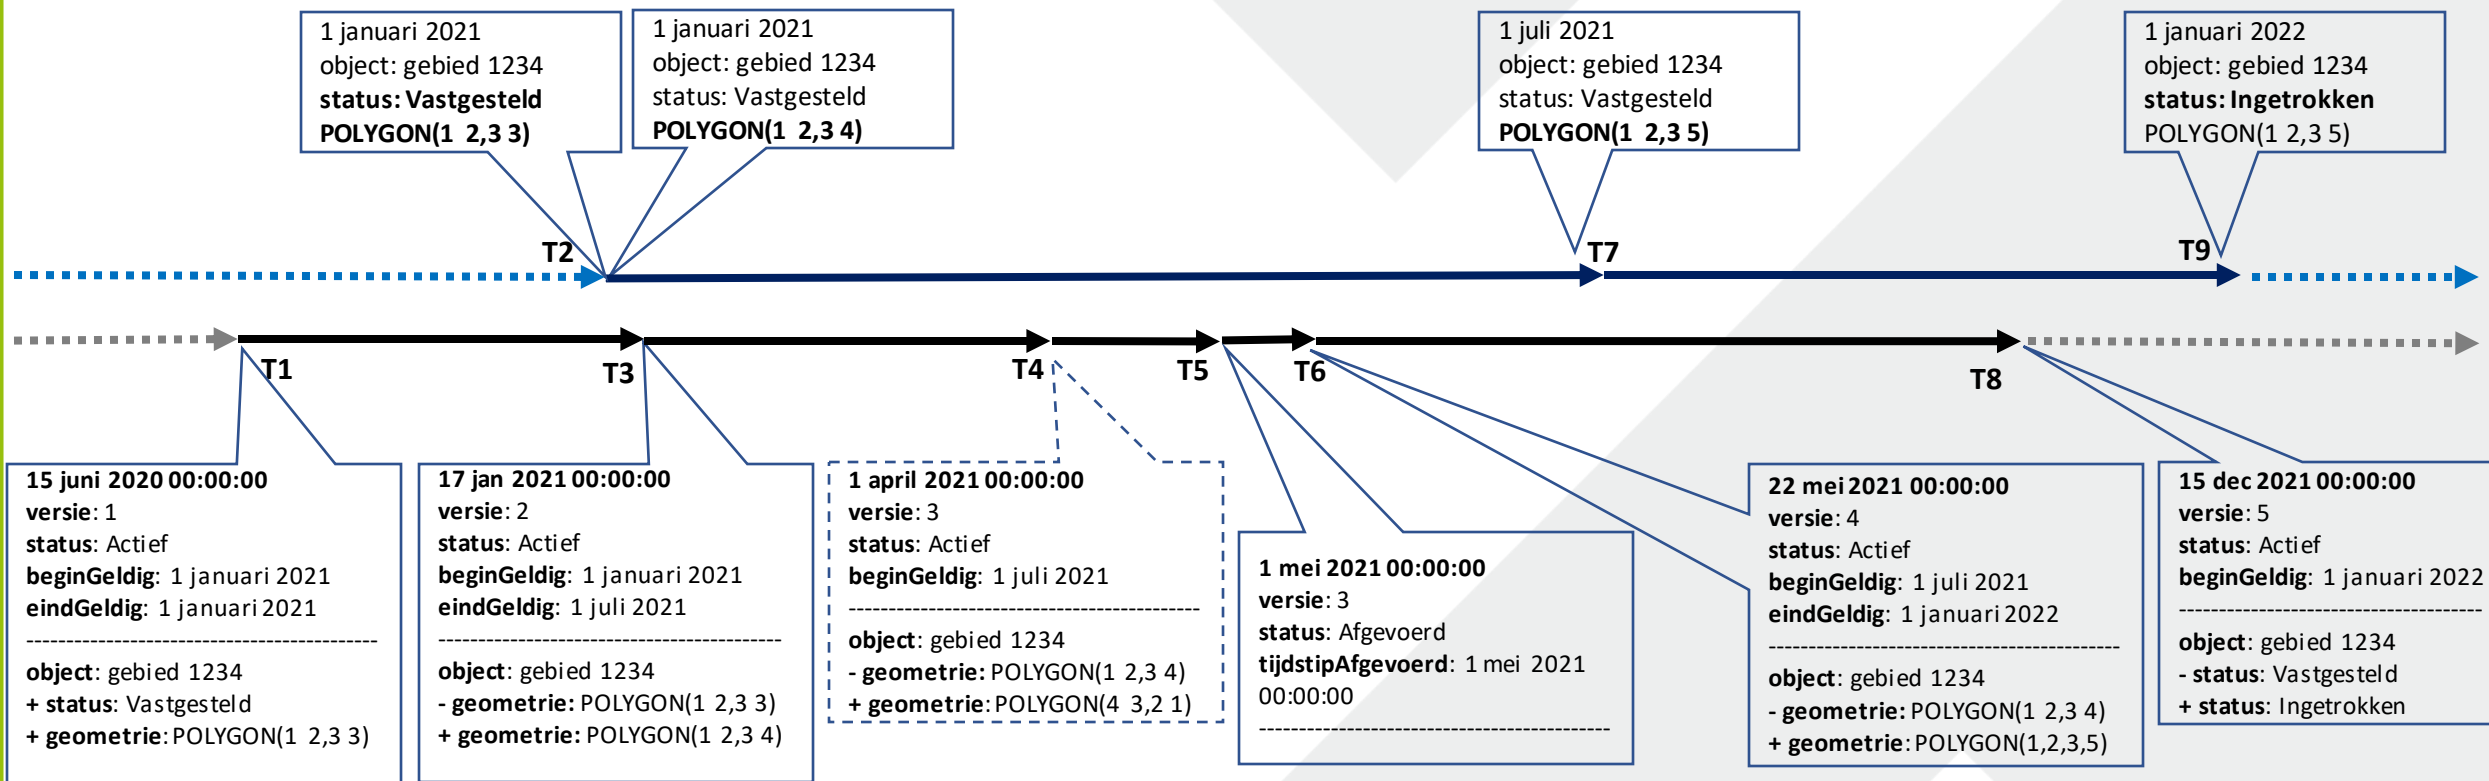 1 januari 2021
object: gebied 1234
status: Vastgesteld
POLYGON(1 2,3 3)
1 januari 2021
object: gebied 1234
status: Vastgesteld
POLYGON(1 2,3 4)
1 juli 2021
object: gebied 1234
status: Vastgesteld
POLYGON(1 2,3 5)
1 januari 2022
object: gebied 1234
status: Ingetrokken
POLYGON(1 2,3 5)
T2
T7
T9
T1
T3
T4
T5
T6
T8
15 juni 2020 00:00:00
versie: 1
status: Actief
beginGeldig: 1 januari 2021
eindGeldig: 1 januari 2021
--------------------------------------------
object: gebied 1234
+ status: Vastgesteld
+ geometrie: POLYGON(1 2,3 3)
17 jan 2021 00:00:00
versie: 2
status: Actief
beginGeldig: 1 januari 2021
eindGeldig: 1 juli 2021
-------------------------------------------
object: gebied 1234
- geometrie: POLYGON(1 2,3 3)
+ geometrie: POLYGON(1 2,3 4)
1 april 2021 00:00:00
versie: 3
status: Actief
beginGeldig: 1 juli 2021
--------------------------------------------
object: gebied 1234
- geometrie: POLYGON(1 2,3 4)
+ geometrie: POLYGON(4 3,2 1)
1 mei 2021 00:00:00
versie: 3
status: Afgevoerd
tijdstipAfgevoerd: 1 mei 2021
00:00:00
--------------------------------------------
22 mei 2021 00:00:00
versie: 4
status: Actief
beginGeldig: 1 juli 2021
eindGeldig: 1 januari 2022
--------------------------------------------
object: gebied 1234
- geometrie: POLYGON(1 2,3 4)
+ geometrie: POLYGON(1,2,3,5)
15 dec 2021 00:00:00
versie: 5
status: Actief
beginGeldig: 1 januari 2022
--------------------------------------
object: gebied 1234
- status: Vastgesteld
+ status: Ingetrokken